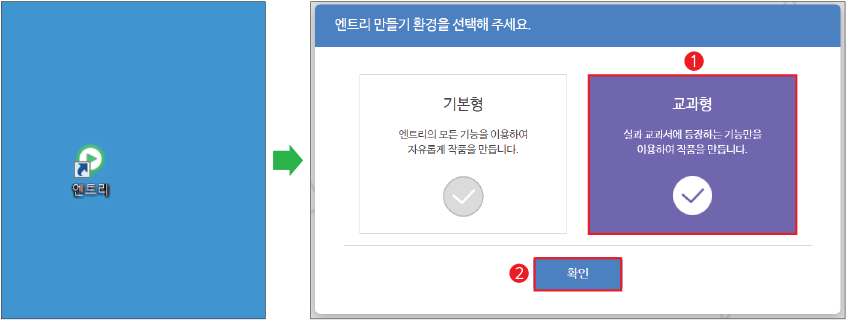 엔트리
엔트리 만들기 환경을 선택해 주세요.
1
기본형
엔트리의 모든 기능을 이용하여
자유롭게 작품을 만듭니다.
교과형
실과 교과서에 등장하는 기능만을
이용하여 작품을 만듭니다.
2
확인